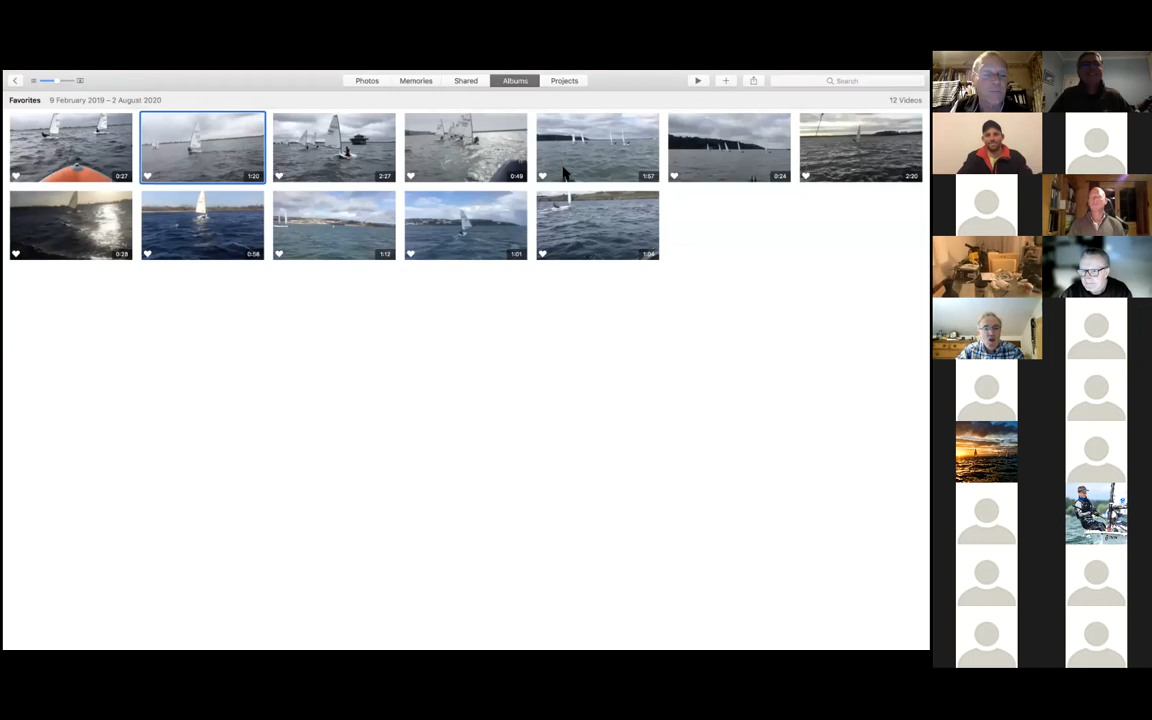 Photos Memories Shared Albums Projects Search
Favorites 9 February 2019 – 2 August 2020 12 Videos
0:27 1:20 2:27 0:49 1:57 0:24 2:20
0:28 0:56 1:12 1:01 1:04